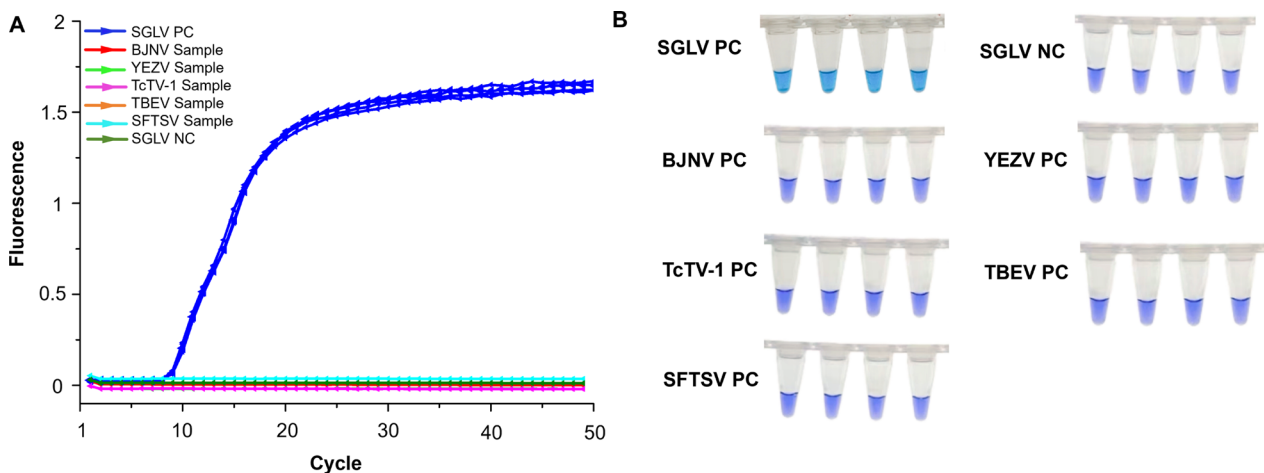 A
Fluorescence
2
1.5
1
0.5
0
1
10
20
30
40
50
Cycle
SGLV PC
BJNV Sample
YEZV Sample
TcTV-1 Sample
TBEV Sample
SFTSV Sample
SGLV NC
B
SGLV PC
SGLV NC
BJNV PC
YEZV PC
TcTV-1 PC
TBEV PC
SFTSV PC